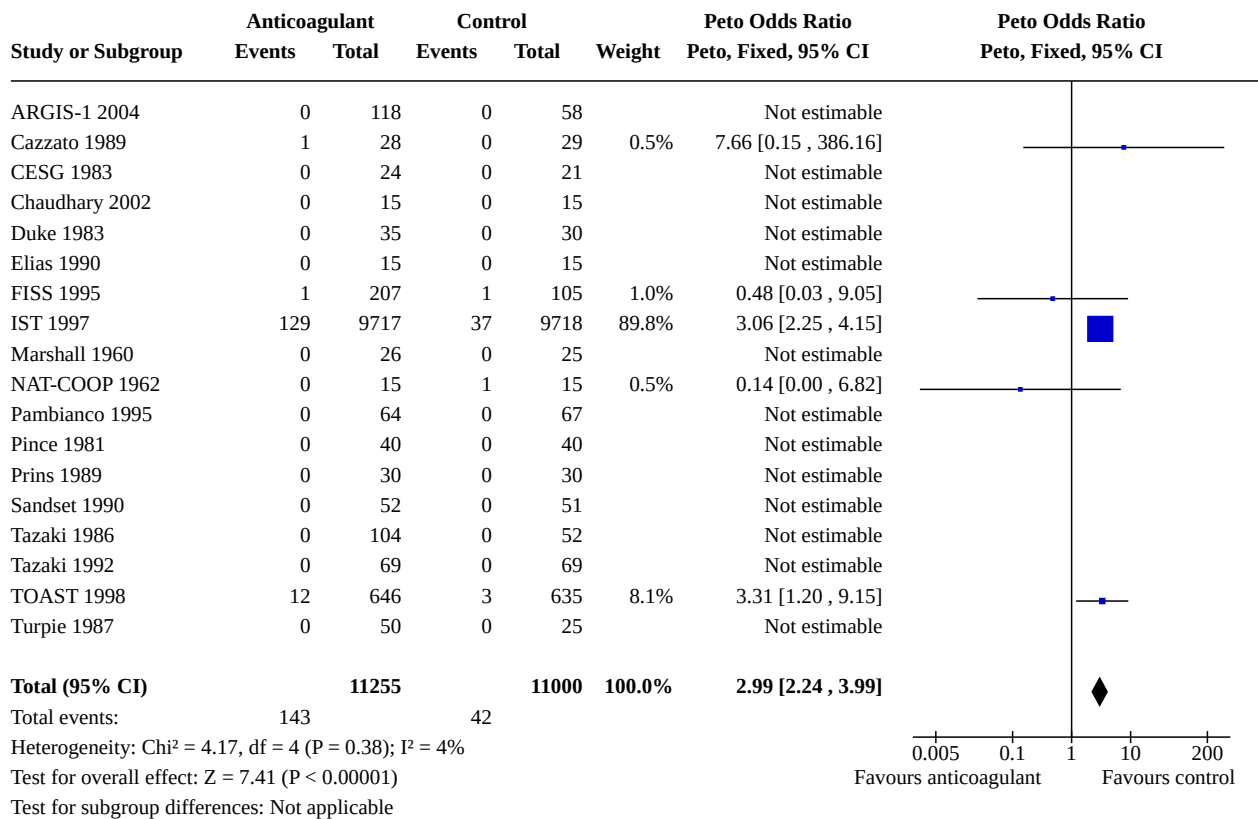 Anticoagulant Control Peto Odds Ratio Peto Odds Ratio
Study or Subgroup Events Total Events Total Weight Peto, Fixed, 95% CI Peto, Fixed, 95% CI
ARGIS-1 2004 0 118 0 58 Not estimable
Cazzato 1989 1 28 0 29 0.5% 7.66 [0.15 , 386.16]
CESG 1983 0 24 0 21 Not estimable
Chaudhary 2002 0 15 0 15 Not estimable
Duke 1983 0 35 0 30 Not estimable
Elias 1990 0 15 0 15 Not estimable
FISS 1995 1 207 1 105 1.0% 0.48 [0.03 , 9.05]
IST 1997 129 9717 37 9718 89.8% 3.06 [2.25 , 4.15]
Marshall 1960 0 26 0 25 Not estimable
NAT-COOP 1962 0 15 1 15 0.5% 0.14 [0.00 , 6.82]
Pambianco 1995 0 64 0 67 Not estimable
Pince 1981 0 40 0 40 Not estimable
Prins 1989 0 30 0 30 Not estimable
Sandset 1990 0 52 0 51 Not estimable
Tazaki 1986 0 104 0 52 Not estimable
Tazaki 1992 0 69 0 69 Not estimable
TOAST 1998 12 646 3 635 8.1% 3.31 [1.20 , 9.15]
Turpie 1987 0 50 0 25 Not estimable
Total (95% CI) 11255 11000 100.0% 2.99 [2.24 , 3.99]
Total events: 143 42
Heterogeneity: Chi² = 4.17, df = 4 (P = 0.38); I² = 4%
Test for overall effect: Z = 7.41 (P < 0.00001)
Test for subgroup differences: Not applicable
0.005 0.1 1 10 200
Favours anticoagulant Favours control